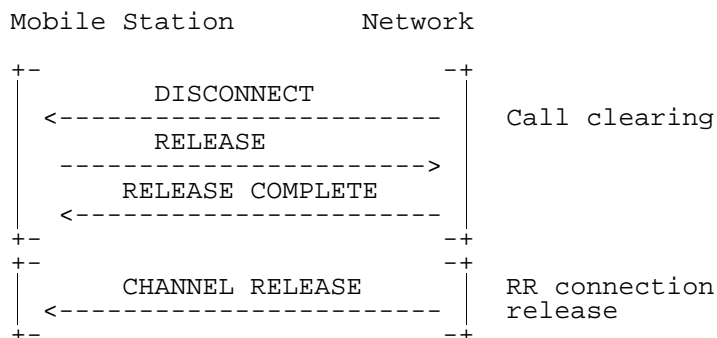 Mobile Station Network
DISCONNECT
Call clearing
RELEASE
RELEASE COMPLETE
CHANNEL RELEASE RR connection
release